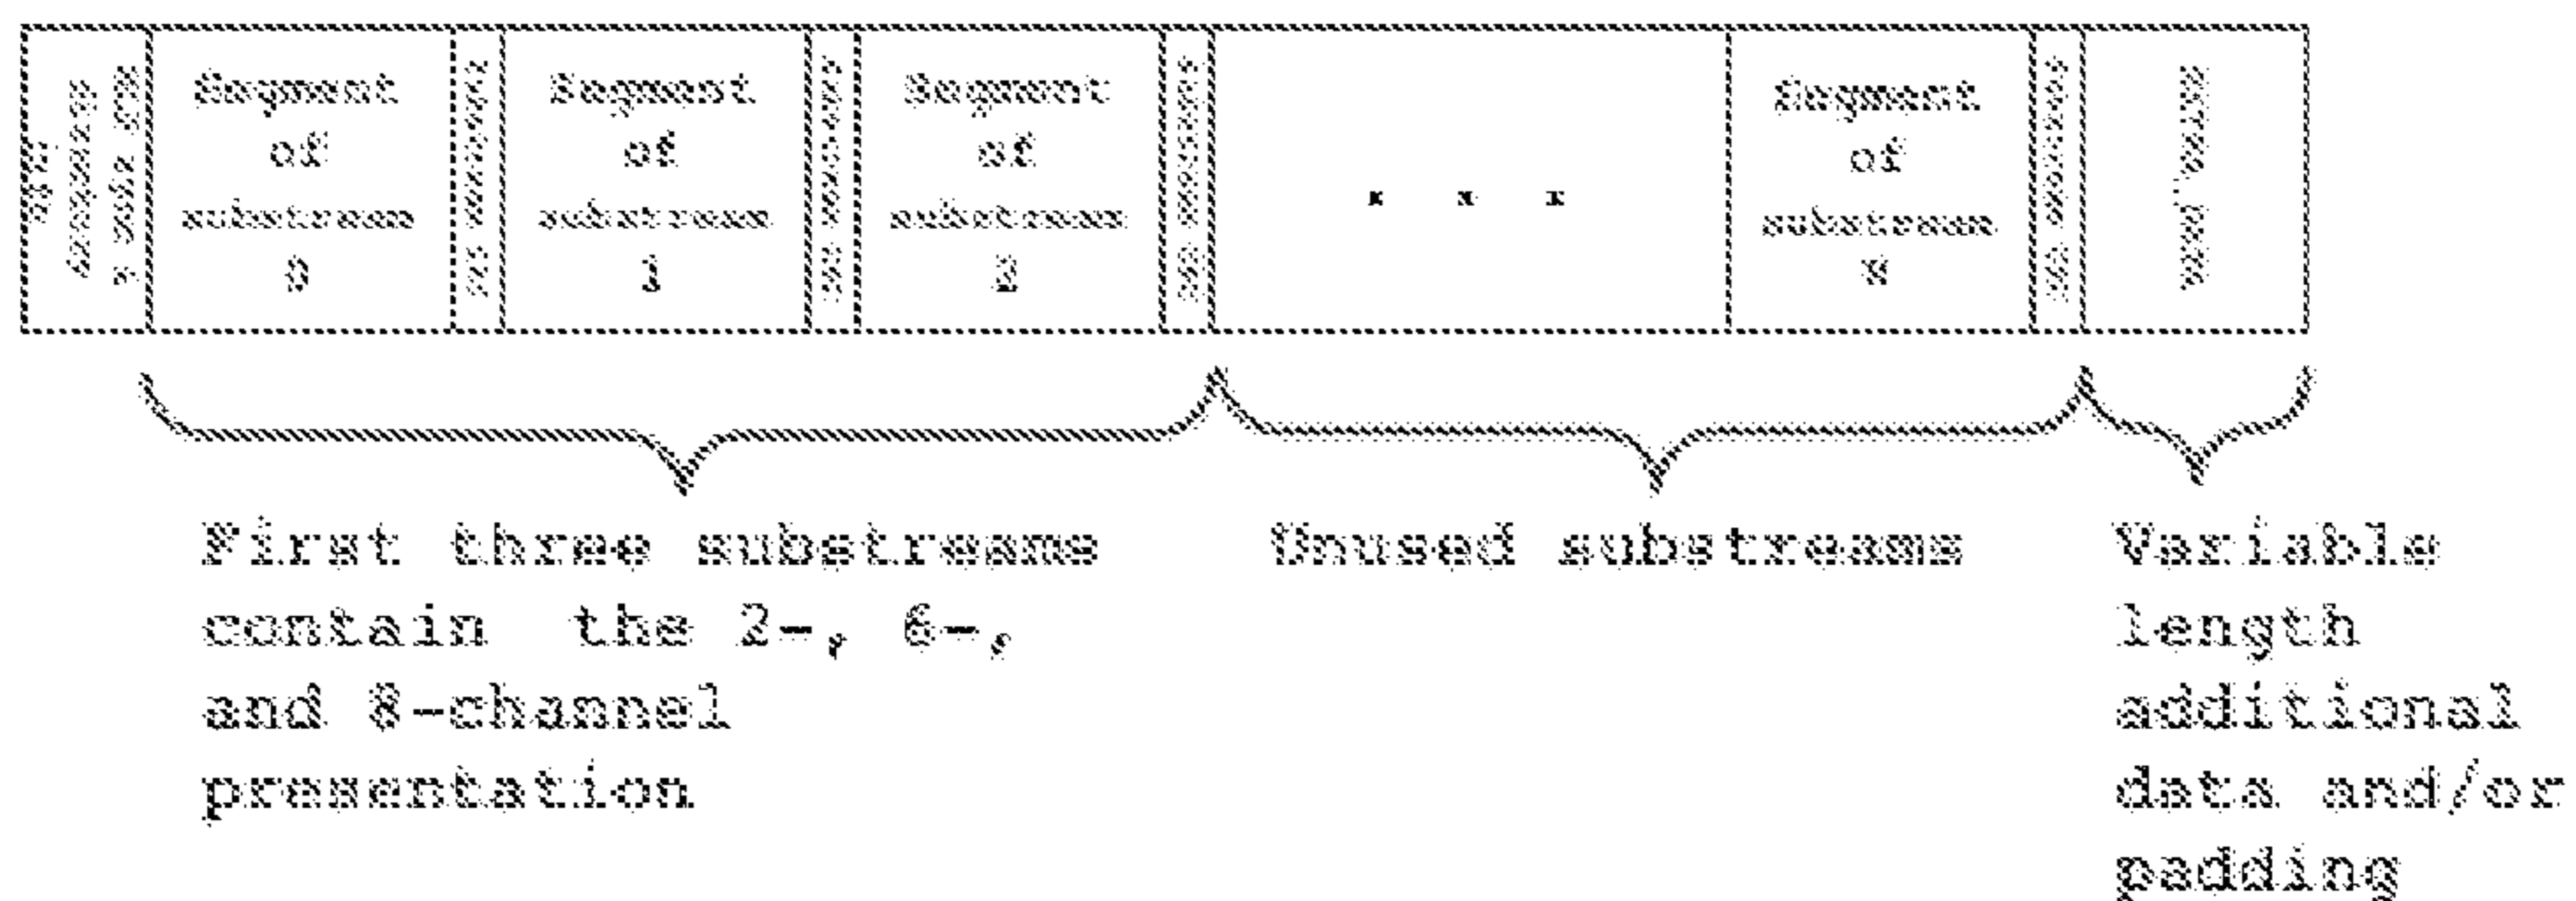 Segment
of
substream
0
Segment
of
substream
1
Segment
of
substream
2
. . .
Segment
of
substream
N
First three substreams
contain the 2-, 6-,
and 8-channel
presentation
Unused substreams
Variable
length
additional
data and/or
padding